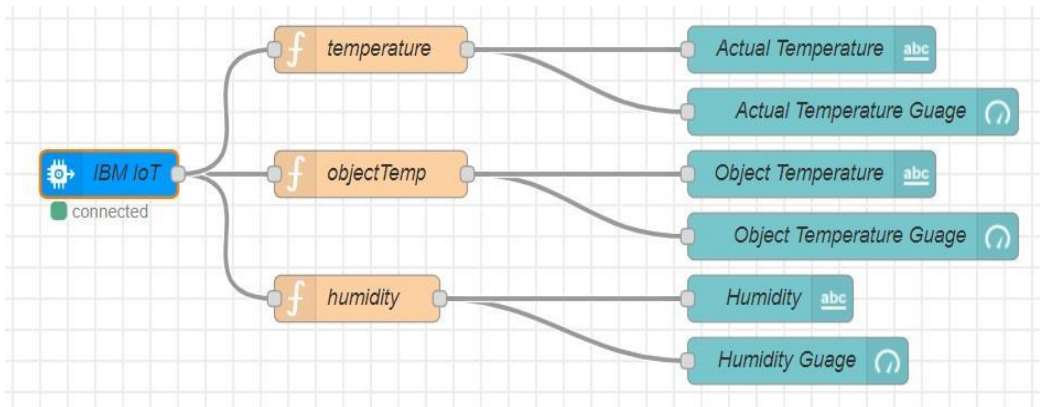 temperature
Actual Temperature abc
Actual Temperature Guage
IBM IoT
connected
objectTemp
Object Temperature abc
Object Temperature Guage
humidity
Humidity abc
Humidity Guage